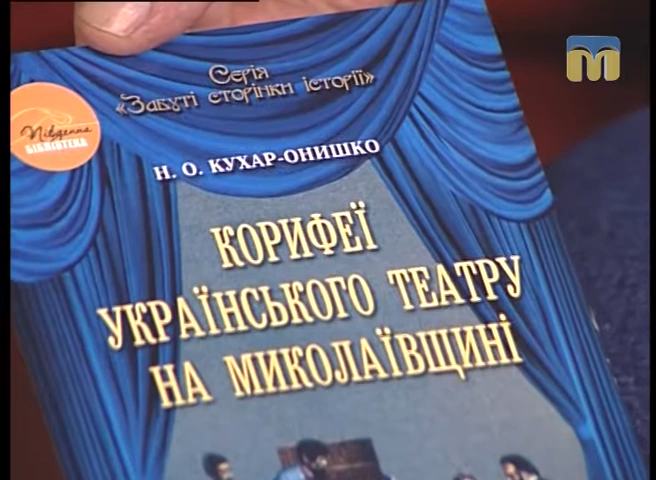 Серія
«Забуті сторінки історії»
Південна
БІБЛІОТЕКА
Н. О. КУХАР-ОНИШКО
КОРИФЕЇ
УКРАЇНСЬКОГО ТЕАТРУ
НА МИКОЛАЇВЩИНІ
M